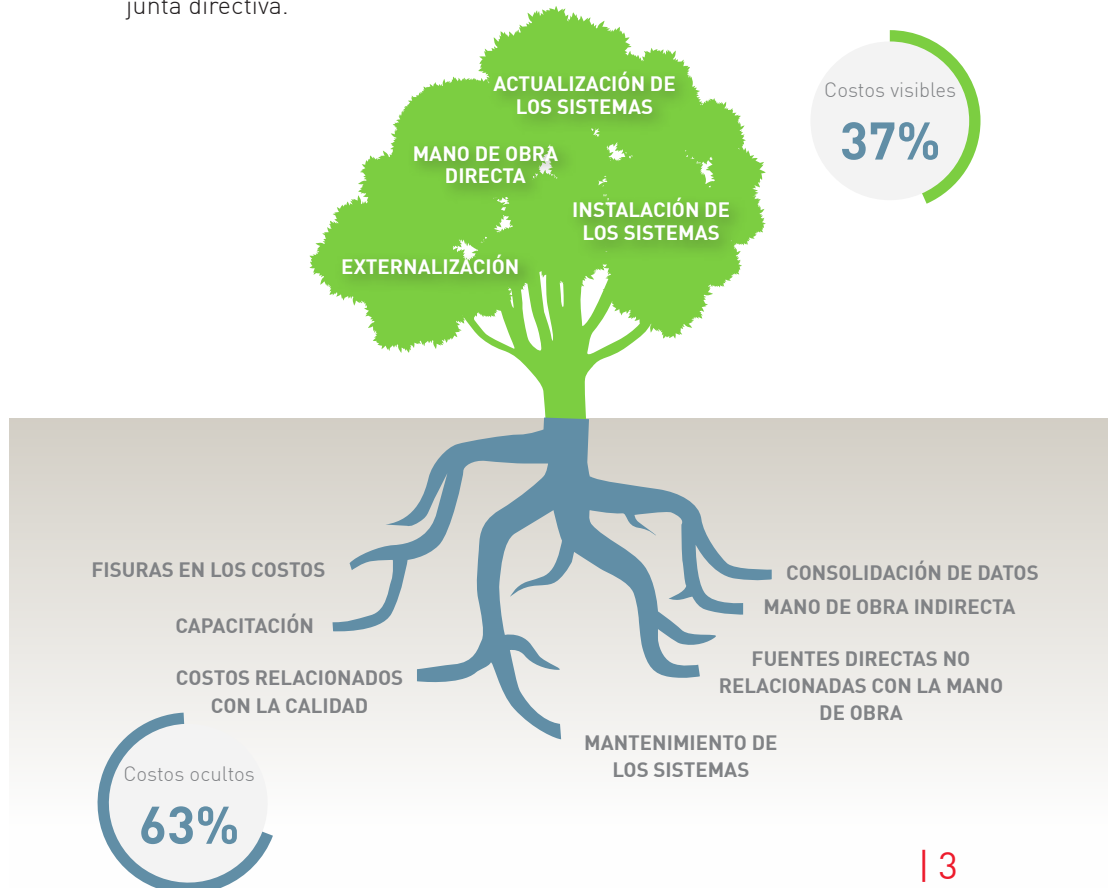 junta directiva.
ACTUALIZACIÓN DE
LOS SISTEMAS
MANO DE OBRA
DIRECTA
INSTALACIÓN DE
LOS SISTEMAS
EXTERNALIZACIÓN
Costos visibles
37%
FISURAS EN LOS COSTOS
CAPACITACIÓN
COSTOS RELACIONADOS
CON LA CALIDAD
MANTENIMIENTO DE
LOS SISTEMAS
CONSOLIDACIÓN DE DATOS
MANO DE OBRA INDIRECTA
FUENTES DIRECTAS NO
RELACIONADAS CON LA MANO
DE OBRA
Costos ocultos
63%
| 3